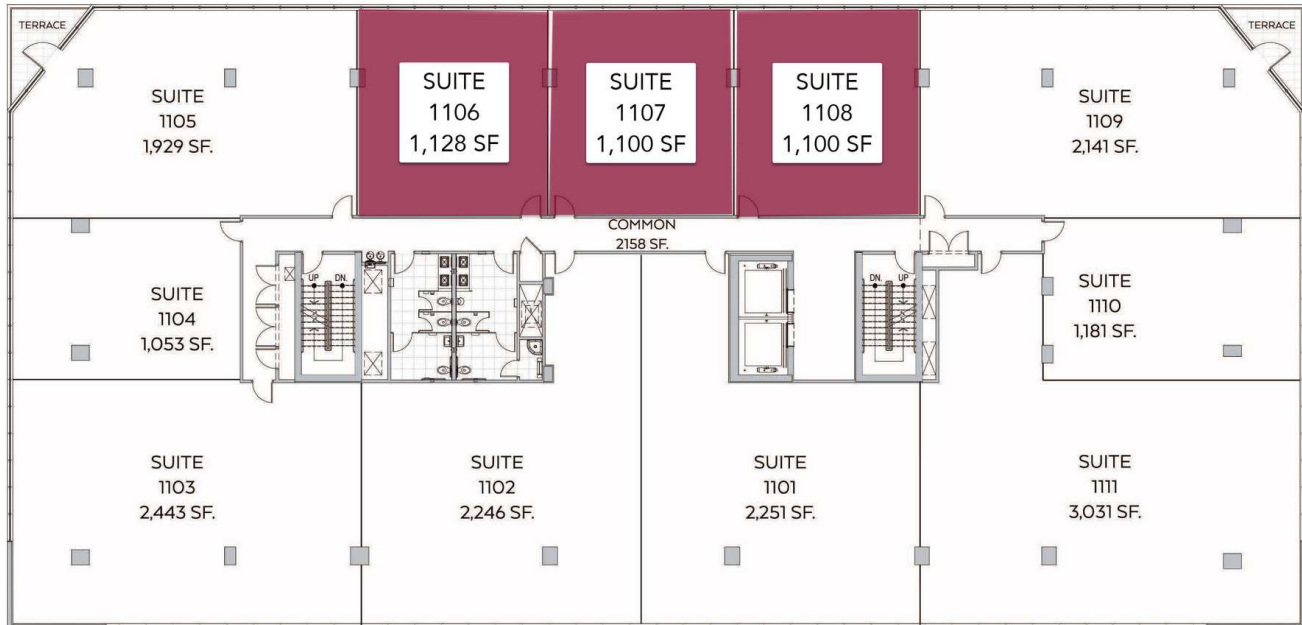 TERRACE
TERRACE
SUITE
1105
1,929 SF.
SUITE
1106
1,128 SF
SUITE
1107
1,100 SF
SUITE
1108
1,100 SF
SUITE
1109
2,141 SF.
COMMON
2158 SF.
SUITE
1104
1,053 SF.
UP DN.
DN. UP
SUITE
1110
1,181 SF.
SUITE
1103
2,443 SF.
SUITE
1102
2,246 SF.
SUITE
1101
2,251 SF.
SUITE
1111
3,031 SF.